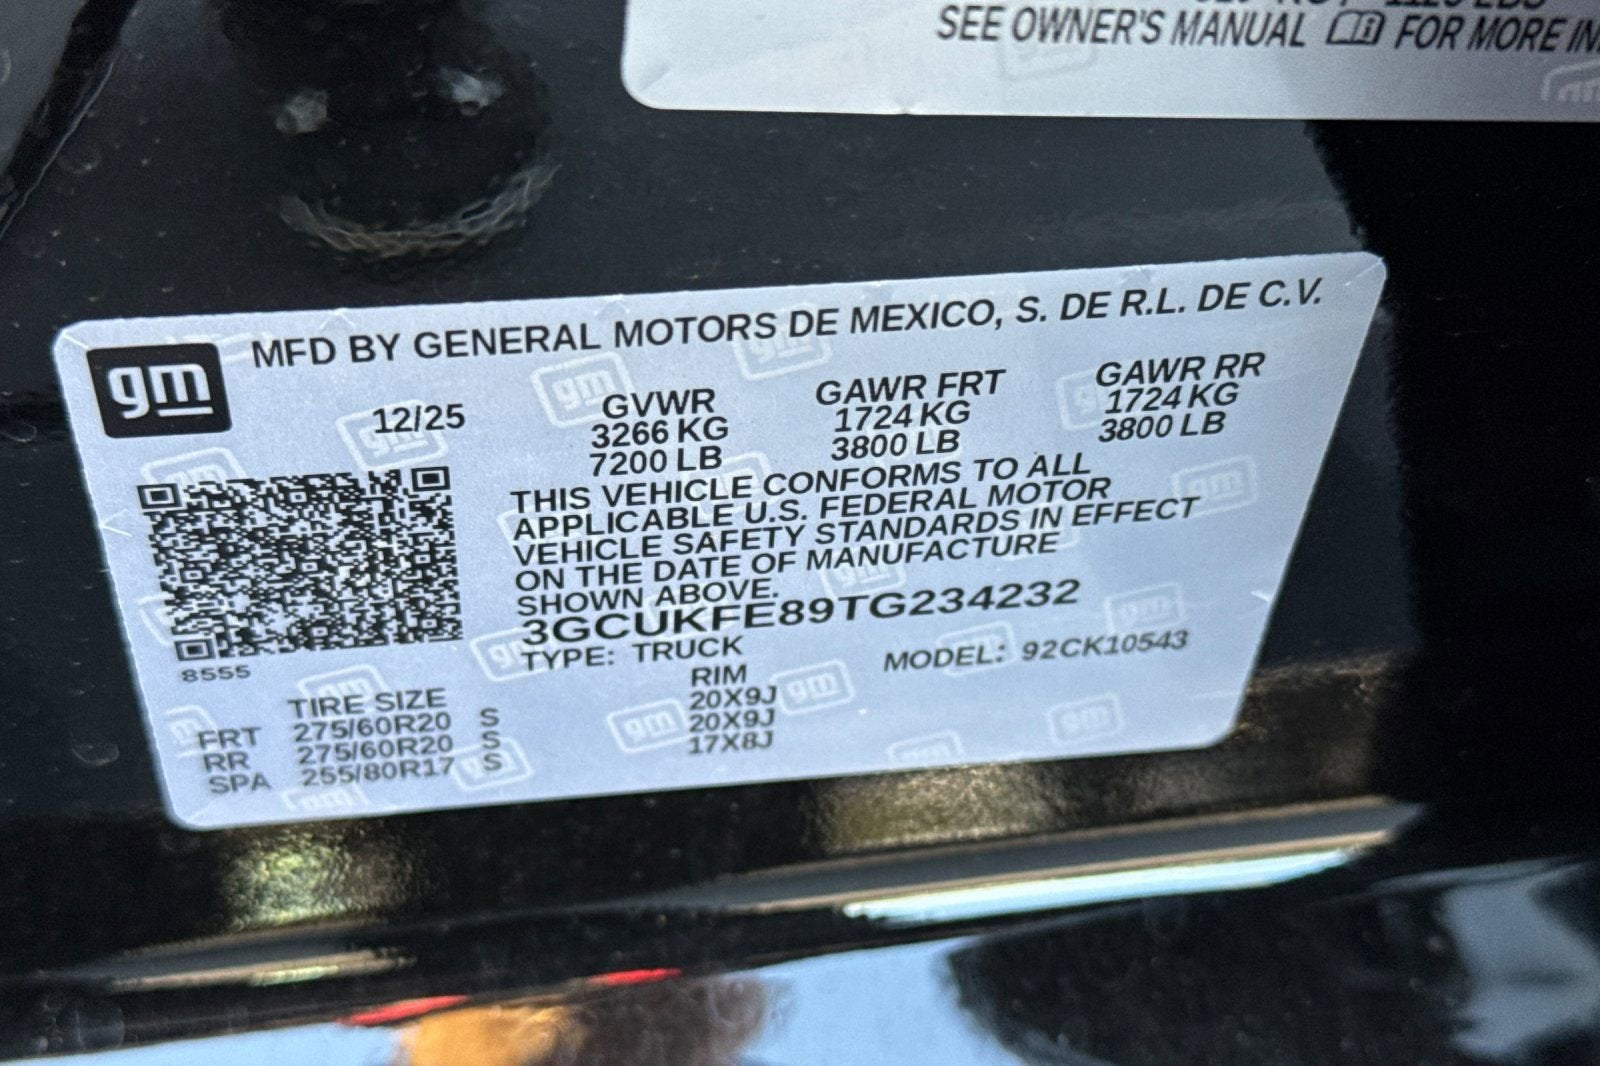 SEE OWNER'S MANUAL FOR MORE
MFD BY GENERAL MOTORS DE MEXICO, S. DE R.L. DE C.V.
gm
12/25
GVWR
3266 KG
7200 LB
GAWR FRT
1724 KG
3800 LB
GAWR RR
1724 KG
3800 LB
THIS VEHICLE CONFORMS TO ALL
APPLICABLE U.S. FEDERAL MOTOR
VEHICLE SAFETY STANDARDS IN EFFECT
ON THE DATE OF MANUFACTURE
SHOWN ABOVE.
3GCUKFE89TG234232
TYPE: TRUCK
MODEL: 92CK10543
8555
TIRE SIZE
RIM
FRT 275/60R20 S 20X9J
RR 275/60R20 S 20X9J
SPA 255/80R17 S 17X8J